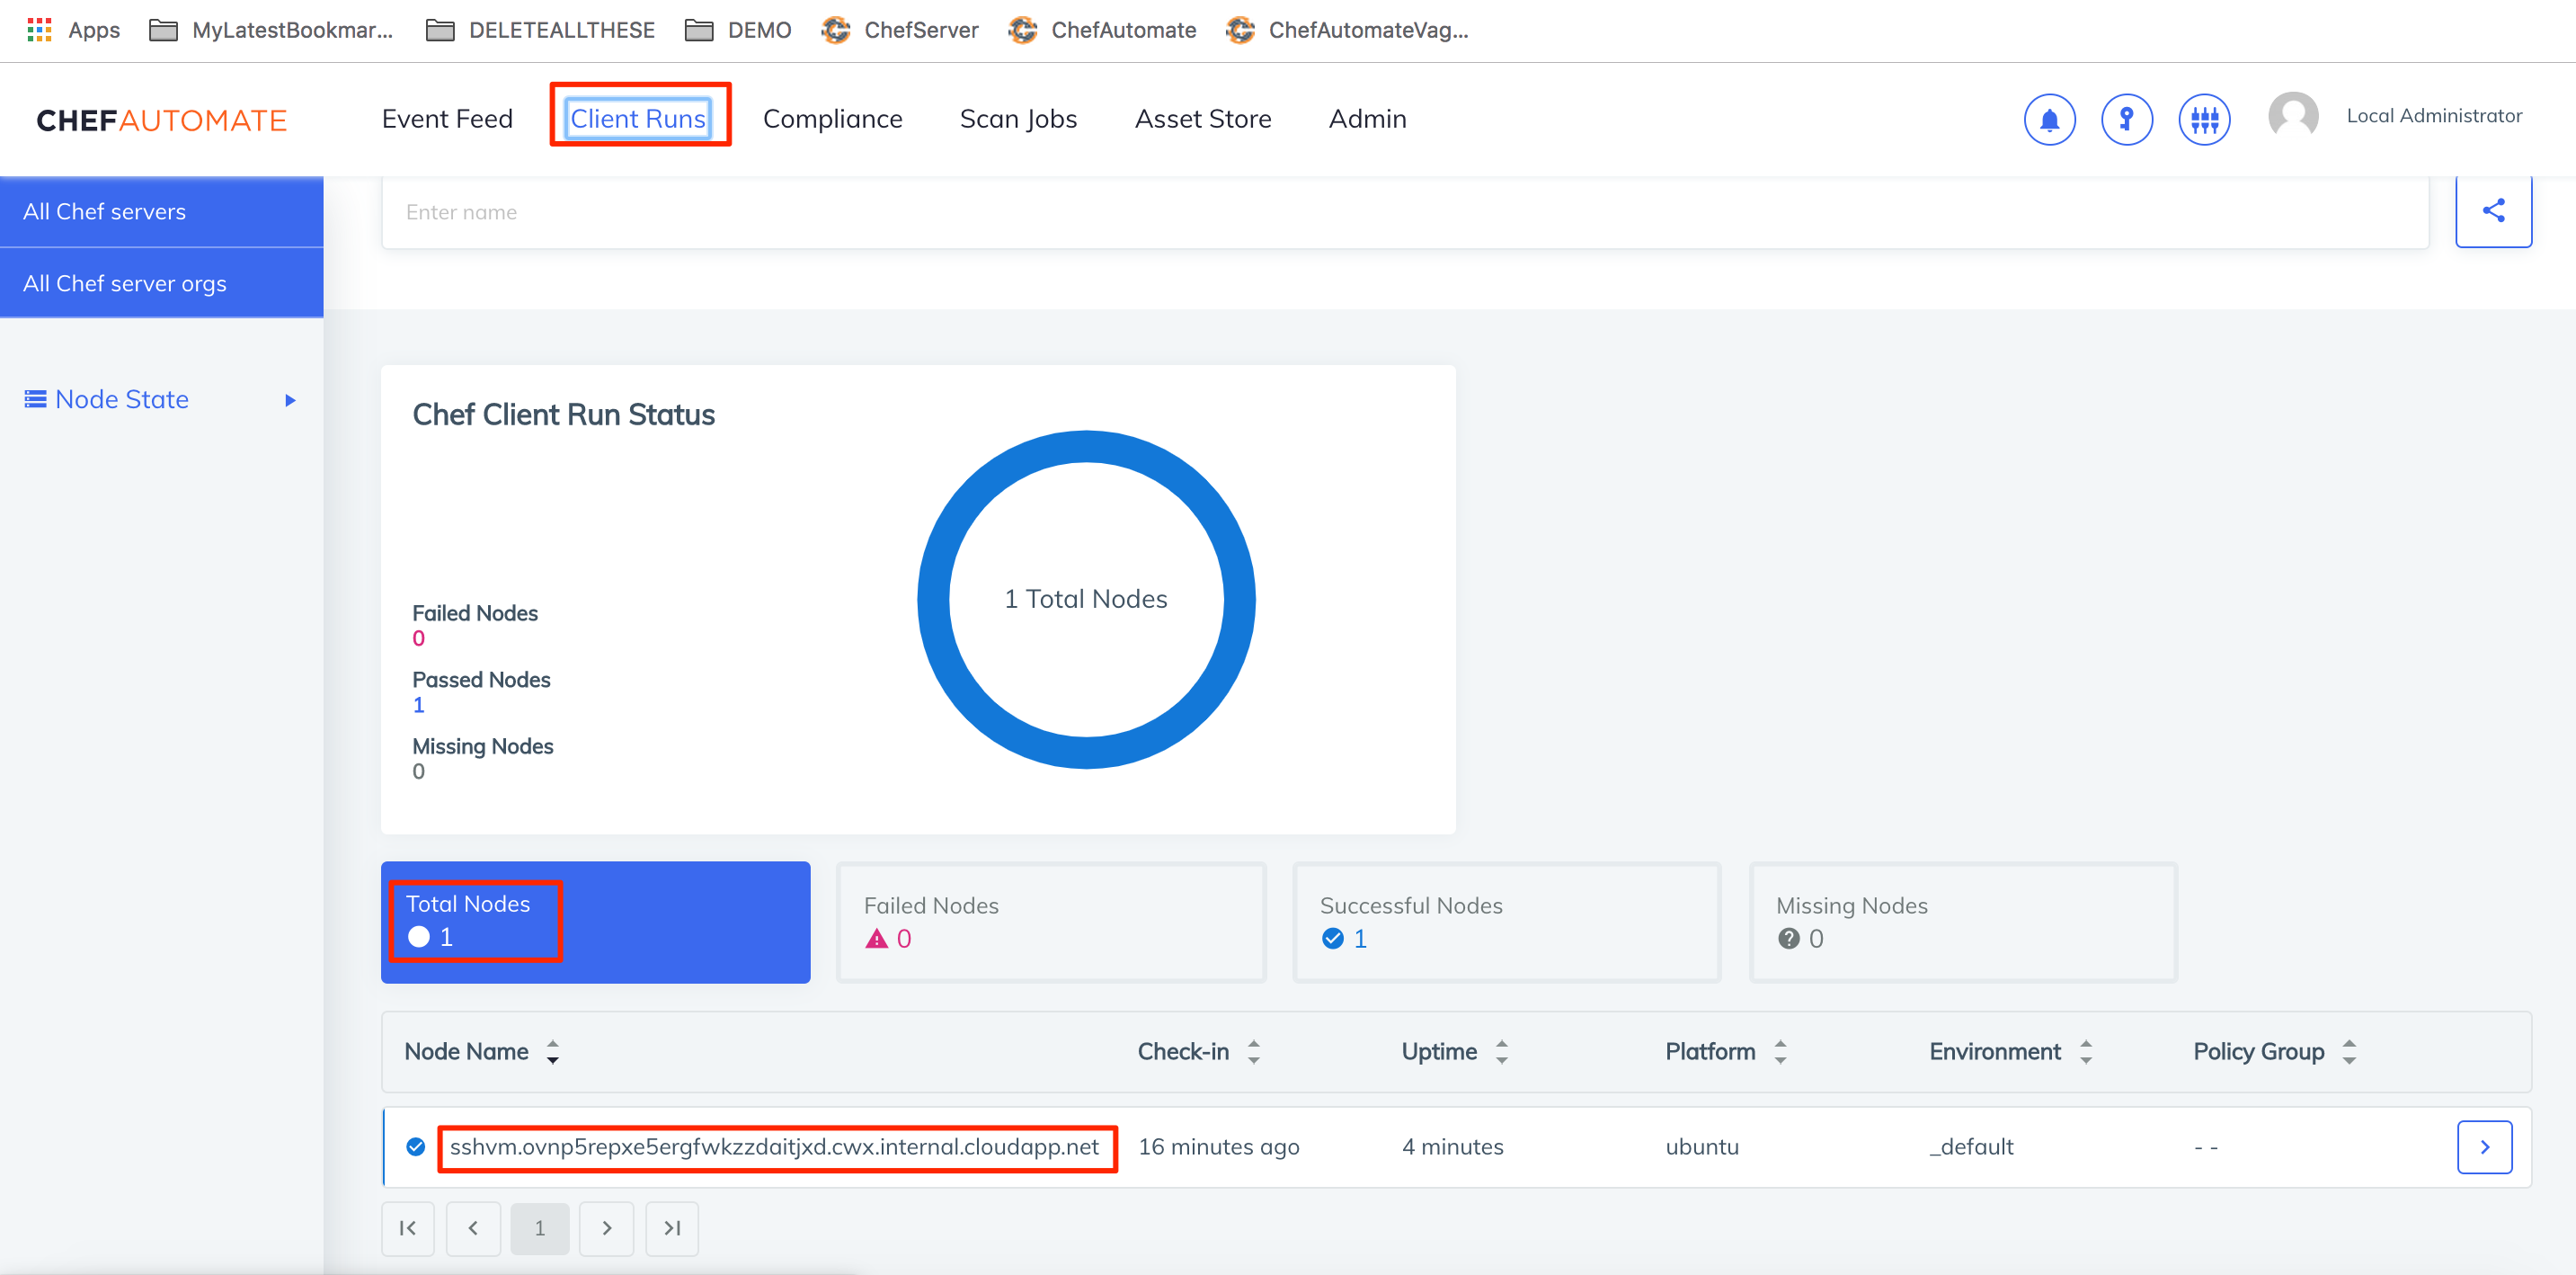 Apps MyLatestBookmar... DELETEALLTHESE DEMO ChefServer ChefAutomate ChefAutomateVag...
CHEFAUTOMATE Event Feed Client Runs Compliance Scan Jobs Asset Store Admin Local Administrator
All Chef servers
Enter name
All Chef server orgs
Node State
Chef Client Run Status
1 Total Nodes
Failed Nodes
0
Passed Nodes
1
Missing Nodes
0
Total Nodes
1
Failed Nodes
0
Successful Nodes
1
Missing Nodes
0
Node Name Check-in Uptime Platform Environment Policy Group
sshvm.ovnp5repxe5ergfwkzzdaitjxd.cwx.internal.cloudapp.net 16 minutes ago 4 minutes ubuntu _default - -
1